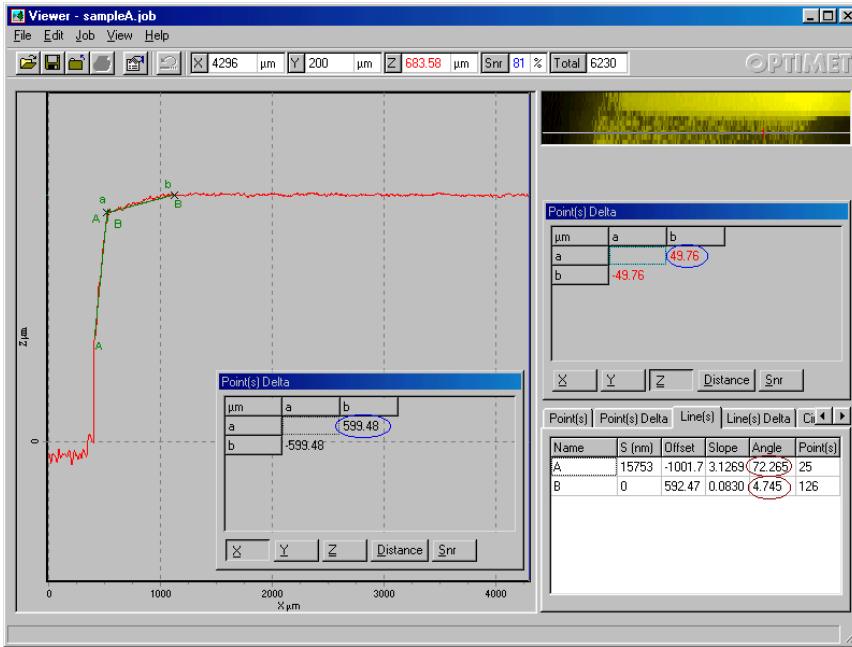 Viewer - sampleA.job
File Edit Job View Help
X 4296 µm Y 200 µm Z 683.58 µm Snr 81 % Total 6230
OPTIMET
a
b
A
B
B
A
Z µm
0
0 1000 2000 3000 4000
X µm
Point(s) Delta
µm a b
a 599.48
b -599.48
X Y Z Distance Snr
Point(s) Delta
µm a b
a 49.76
b -49.76
X Y Z Distance Snr
Point(s) Point(s) Delta Line(s) Line(s) Delta
Name S (nm) Offset Slope Angle Point(s)
A 15753 -1001.7 3.1269 72.265 25
B 0 592.47 0.0830 4.745 126